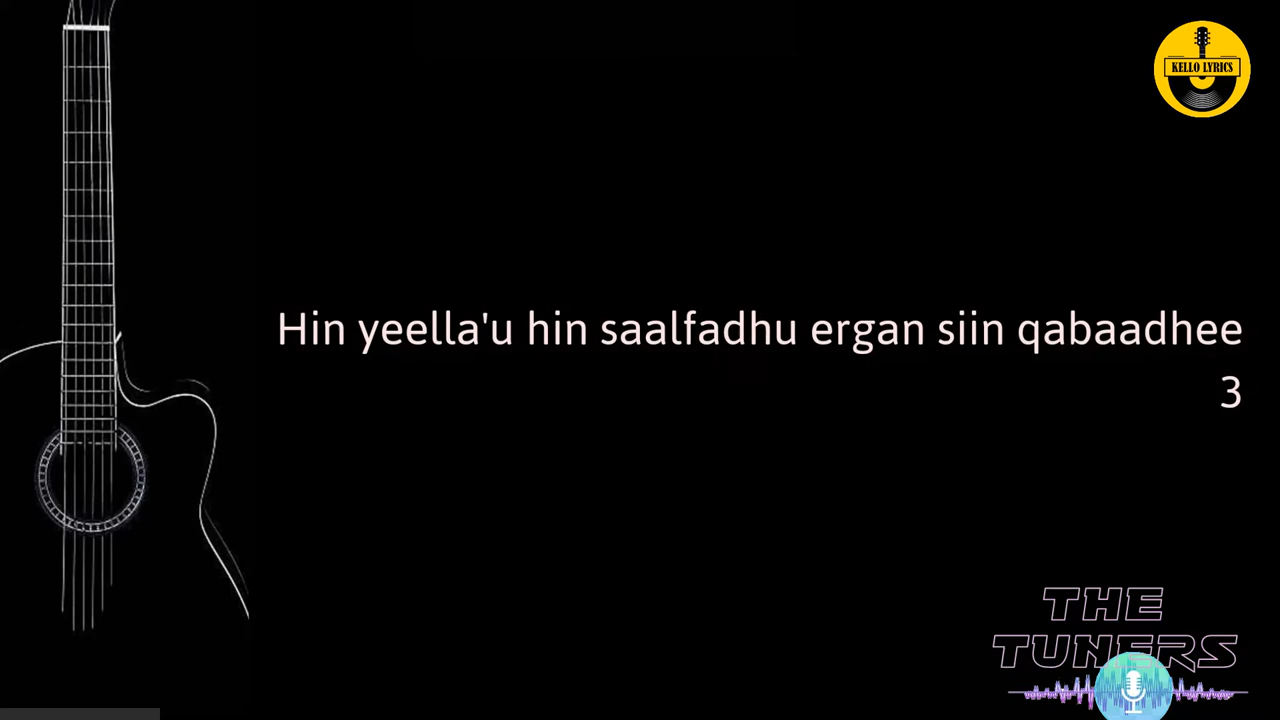 KELLO LYRICS
Hin yeella'u hin saalfadhu ergan siin qabaadhee
3
THE
TUNERS